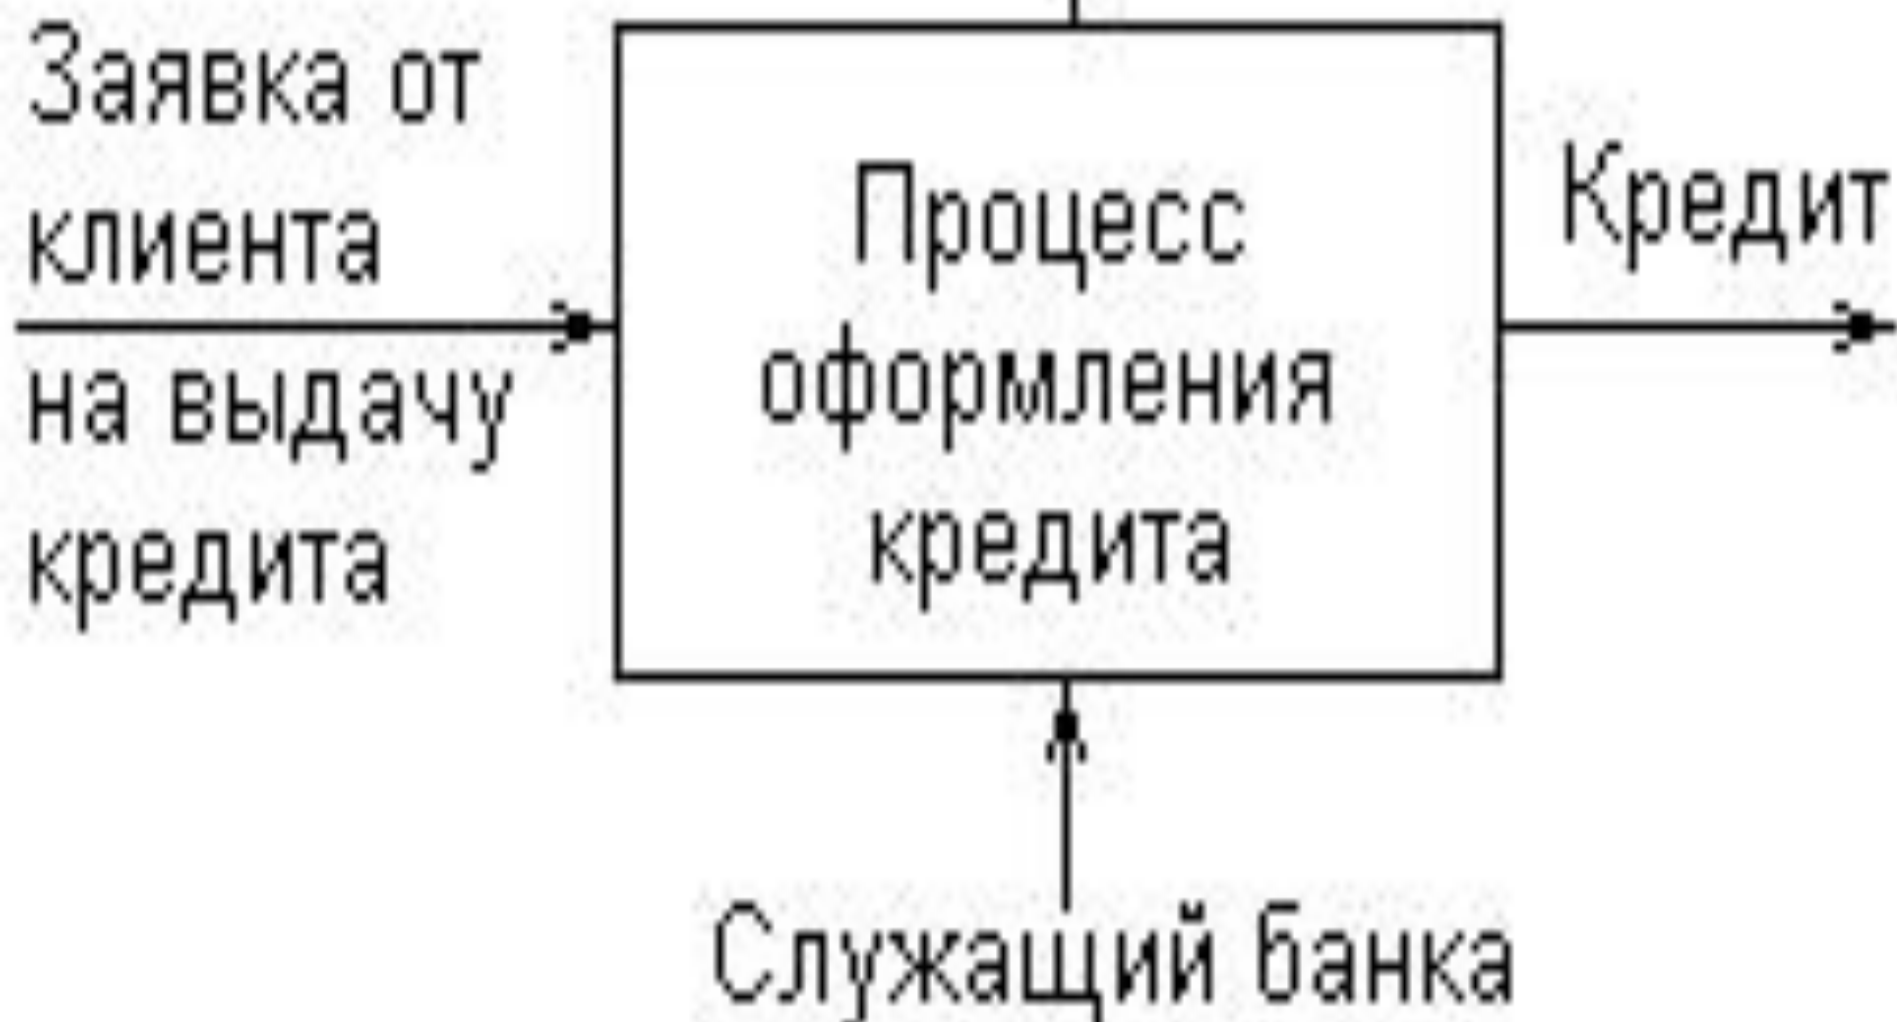 Заявка от
клиента
на выдачу
кредита
Процесс
оформления
кредита
Кредит
Служащий банка